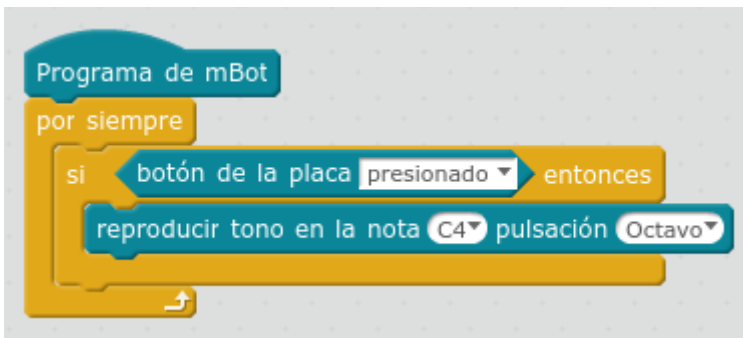 Programa de mBot
por siempre
si botón de la placa presionado entonces
reproducir tono en la nota C4 pulsación Octavo